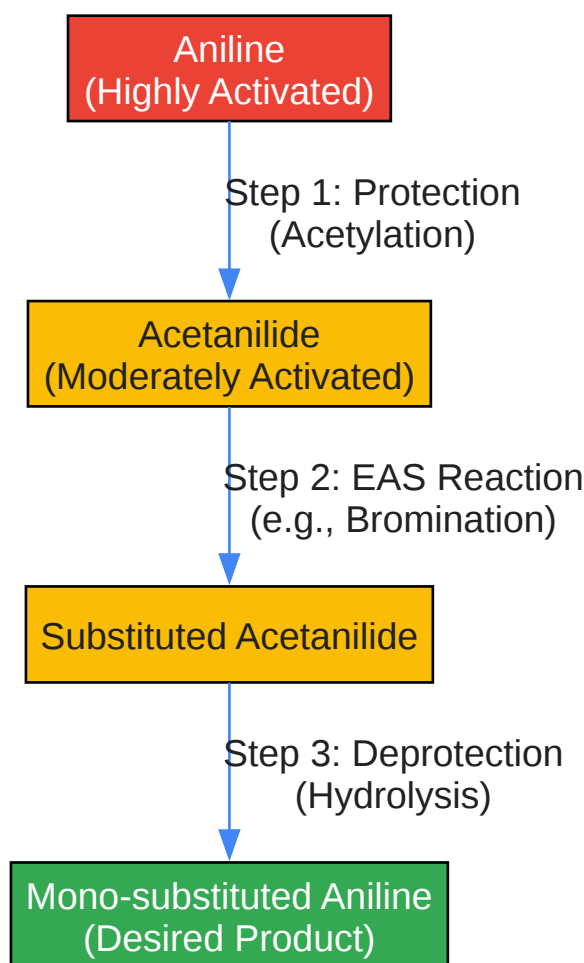 Aniline
(Highly Activated)
Step 1: Protection
(Acetylation)
Acetanilide
(Moderately Activated)
Step 2: EAS Reaction
(e.g., Bromination)
Substituted Acetanilide
Step 3: Deprotection
(Hydrolysis)
Mono-substituted Aniline
(Desired Product)